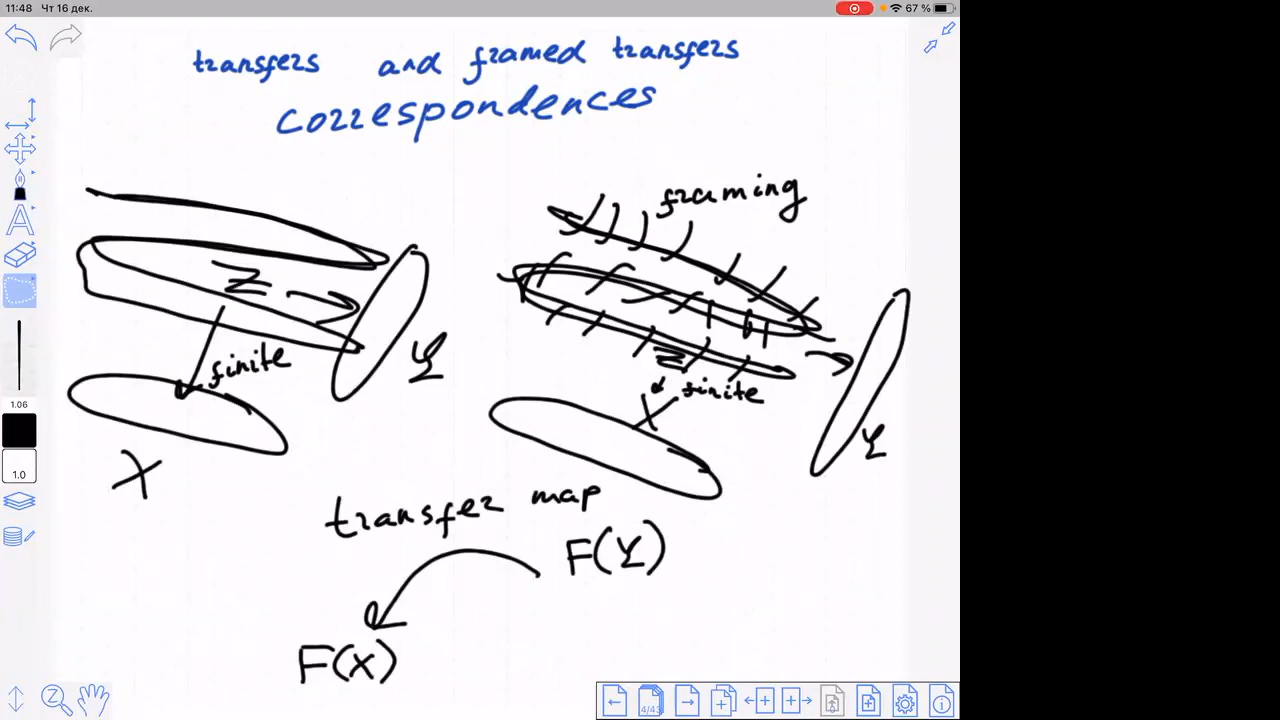 11:48 Чт 16 дек.
67 %
transfers and framed transfers
correspondences
framing
Z
finite
Y
X
Z
finite
X
Y
transfer map
F(Y)
F(X)
A
1.06
1.0
Z
4/43